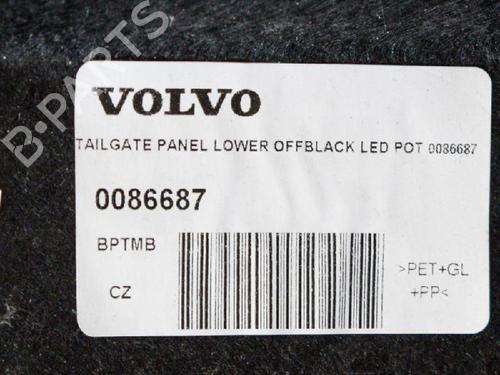 B-PARTS
VOLVO
TAILGATE PANEL LOWER OFFBLACK LED POT 0086687
0086687
BPTMB
CZ
>PET+GL
+PP<